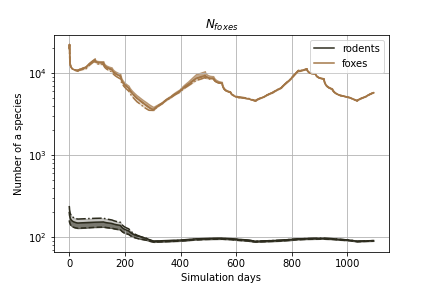 N_{foxes}
rodents
foxes
Number of a species
10^4
10^3
10^2
0 200 400 600 800 1000
Simulation days